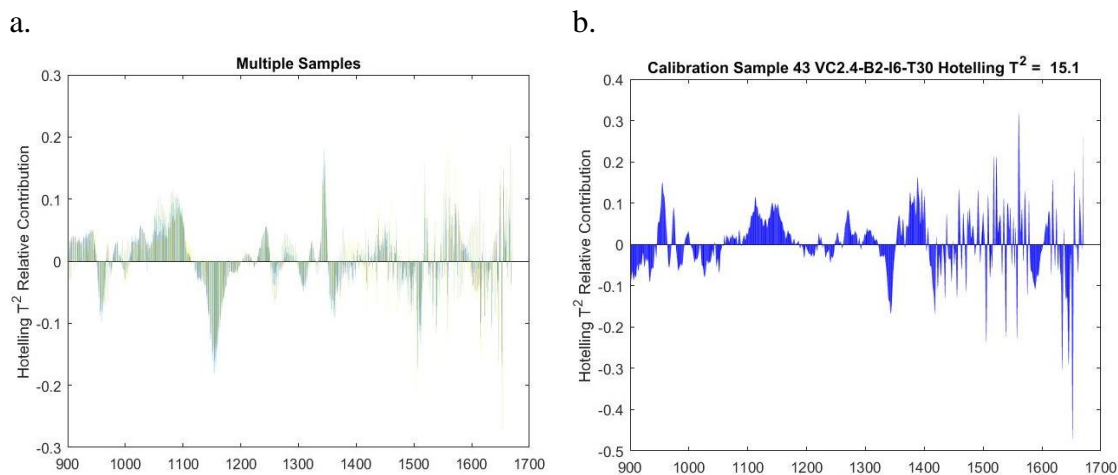 a.
b.
Multiple Samples
Hotelling T² Relative Contribution
0.3
0.2
0.1
0
-0.1
-0.2
-0.3
900 1000 1100 1200 1300 1400 1500 1600 1700
Calibration Sample 43 VC2.4-B2-I6-T30 Hotelling T² = 15.1
Hotelling T² Relative Contribution
0.4
0.3
0.2
0.1
0
-0.1
-0.2
-0.3
-0.4
-0.5
900 1000 1100 1200 1300 1400 1500 1600 1700